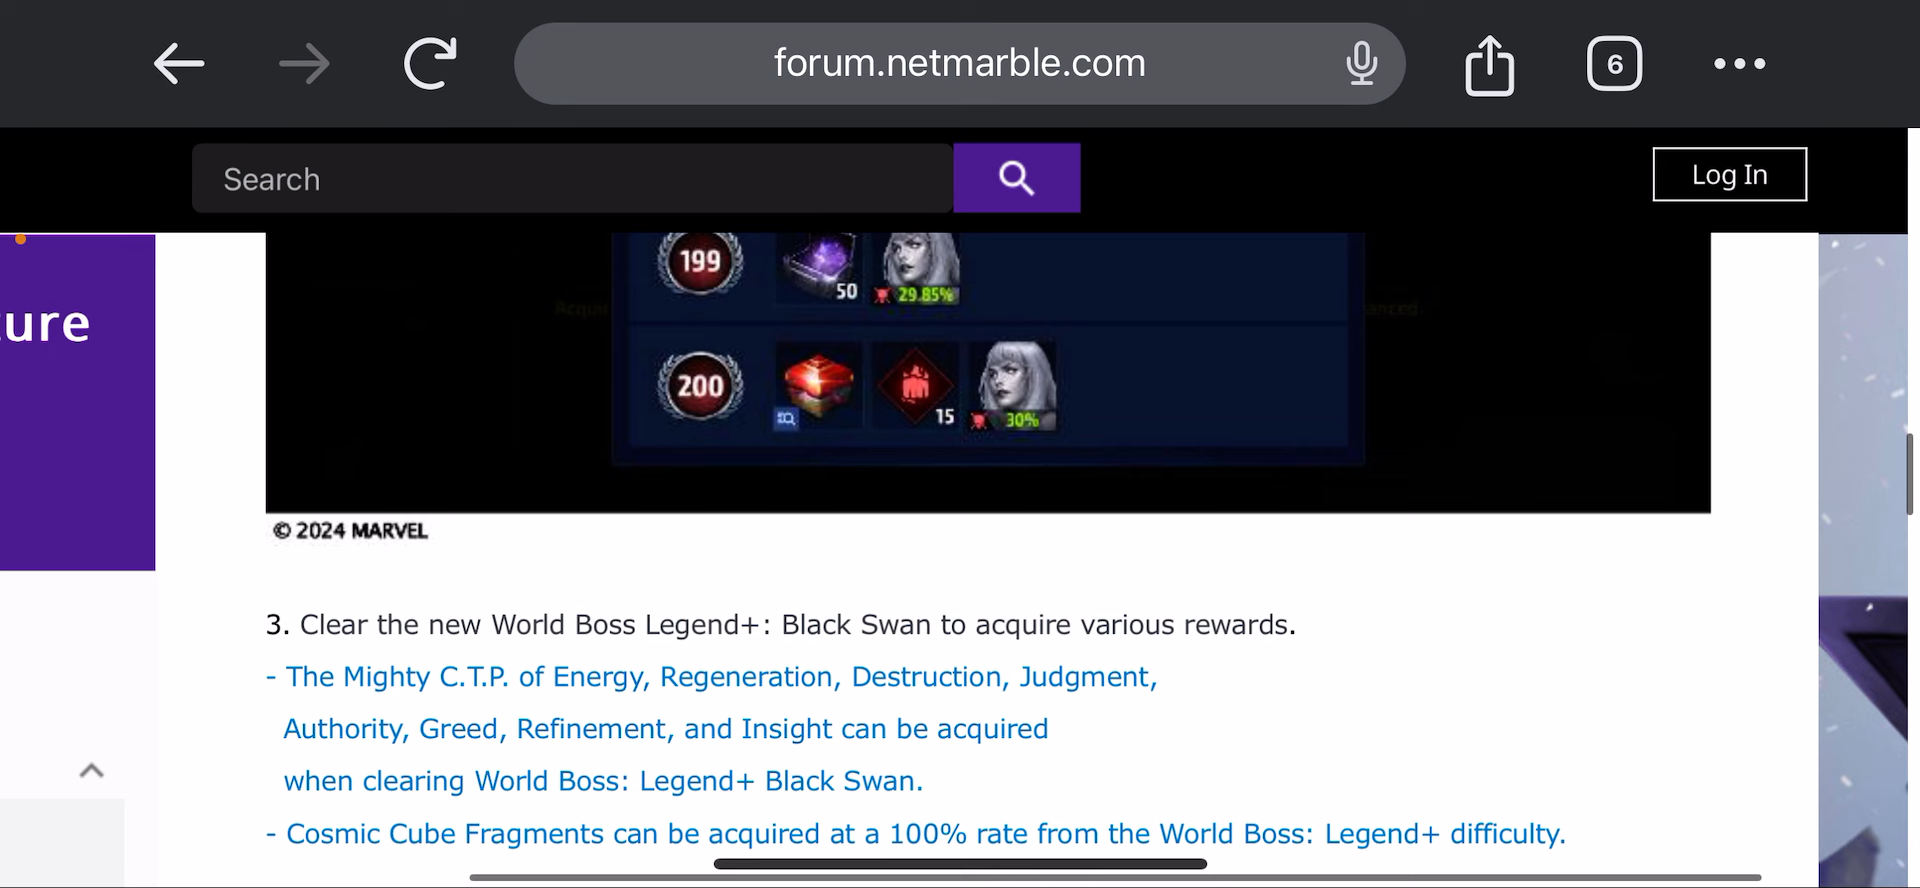 forum.netmarble.com
6
Search
Log In
ture
199
50
29.85%
200
15
30%
© 2024 MARVEL
3. Clear the new World Boss Legend+: Black Swan to acquire various rewards.
- The Mighty C.T.P. of Energy, Regeneration, Destruction, Judgment,
Authority, Greed, Refinement, and Insight can be acquired
when clearing World Boss: Legend+ Black Swan.
- Cosmic Cube Fragments can be acquired at a 100% rate from the World Boss: Legend+ difficulty.